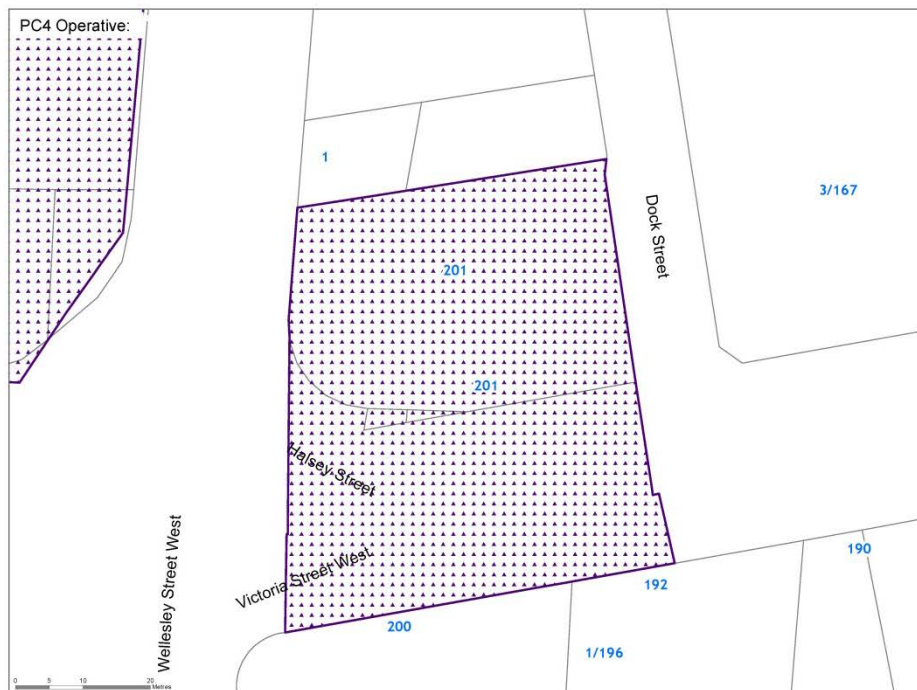 PC4 Operative:
1
3/167
Dock Street
201
201
Halsey Street
Victoria Street West
Wellesley Street West
190
192
200
1/196
0 5 10 20
Metres